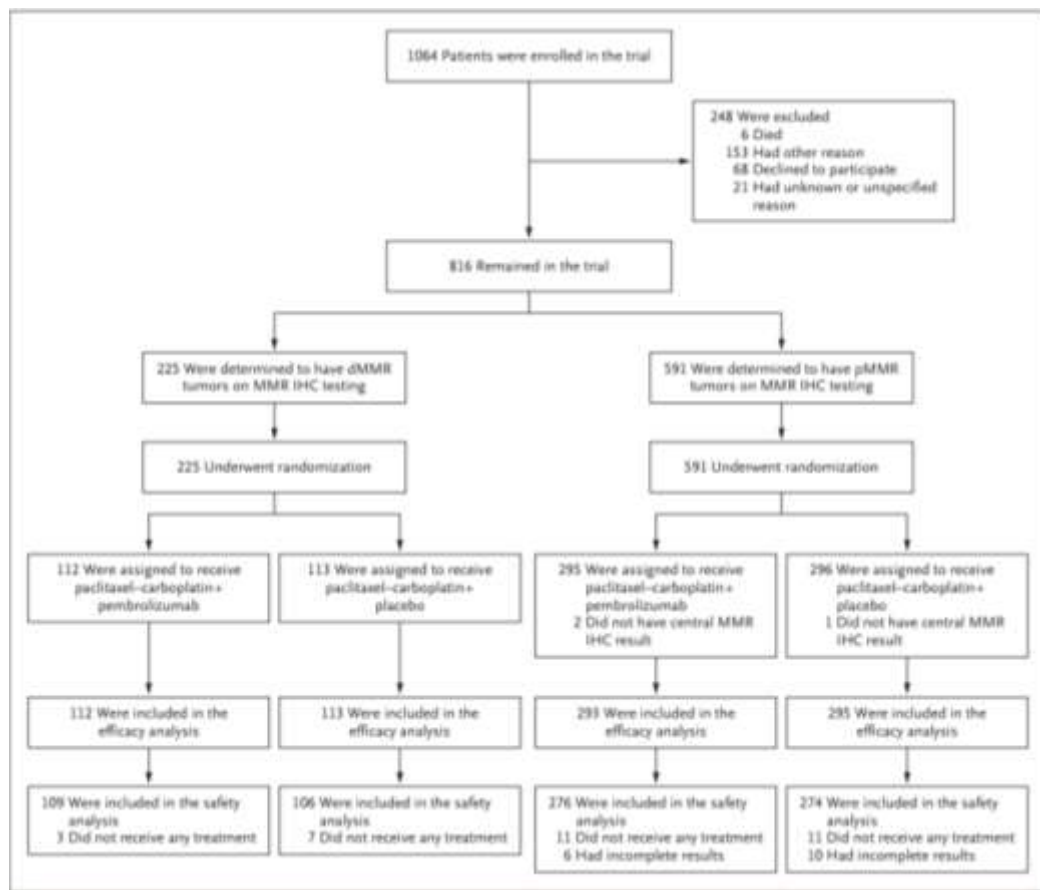 1064 Patients were enrolled in the trial
248 Were excluded
6 Died
153 Had other reason
68 Declined to participate
21 Had unknown or unspecified
reason
816 Remained in the trial
225 Were determined to have dMMR
tumors on MMR IHC testing
591 Were determined to have pMMR
tumors on MMR IHC testing
225 Underwent randomization
591 Underwent randomization
112 Were assigned to receive
paclitaxel–carboplatin+
pembrolizumab
113 Were assigned to receive
paclitaxel–carboplatin+
placebo
295 Were assigned to receive
paclitaxel–carboplatin+
pembrolizumab
2 Did not have central MMR
IHC result
296 Were assigned to receive
paclitaxel–carboplatin+
placebo
1 Did not have central MMR
IHC result
112 Were included in the
efficacy analysis
113 Were included in the
efficacy analysis
293 Were included in the
efficacy analysis
295 Were included in the
efficacy analysis
109 Were included in the safety
analysis
3 Did not receive any treatment
106 Were included in the safety
analysis
7 Did not receive any treatment
276 Were included in the safety
analysis
11 Did not receive any treatment
6 Had incomplete results
274 Were included in the safety
analysis
11 Did not receive any treatment
10 Had incomplete results